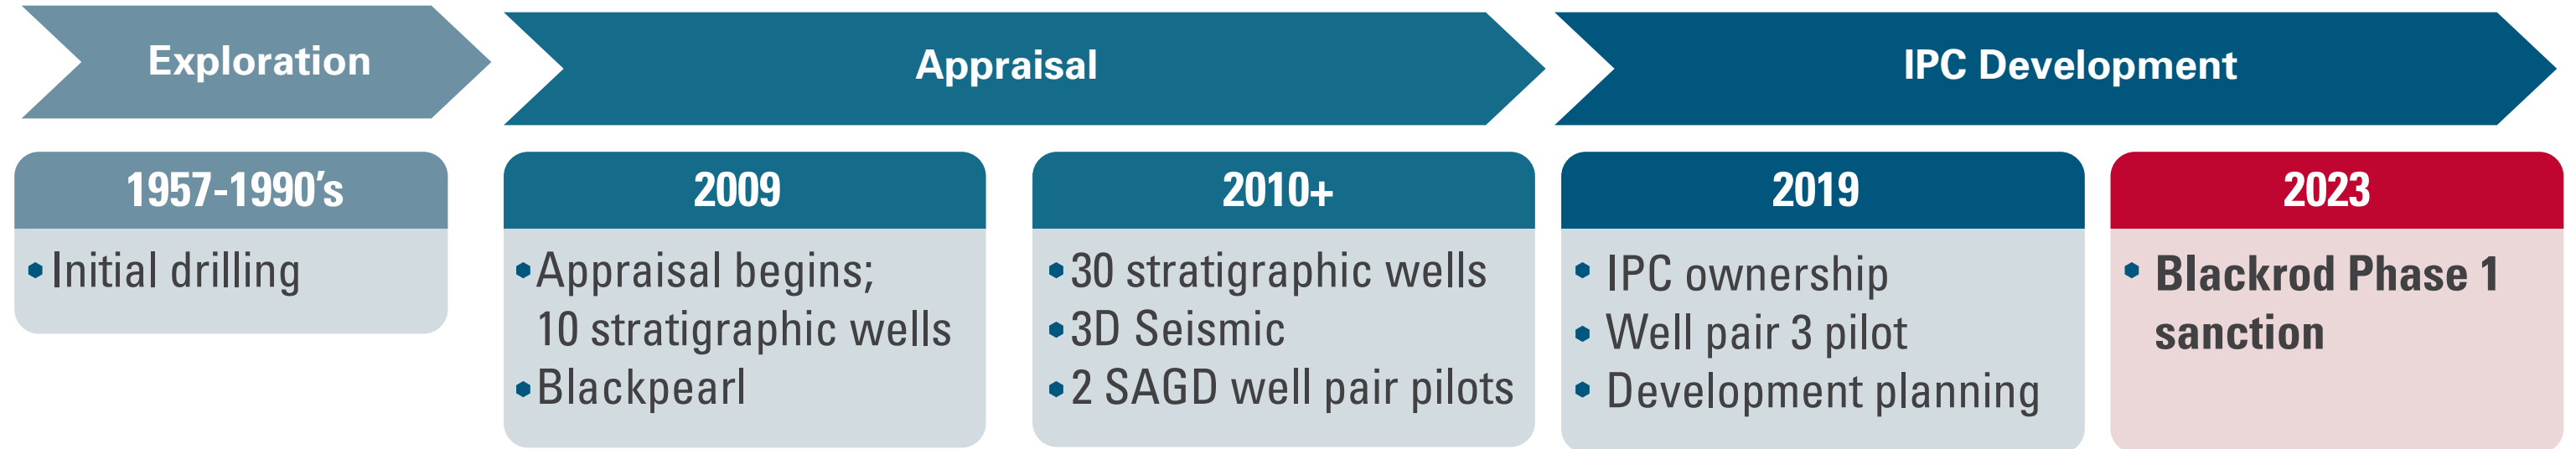 Exploration
Appraisal
IPC Development
1957-1990’s
• Initial drilling
2009
• Appraisal begins;
10 stratigraphic wells
• Blackpearl
2010+
• 30 stratigraphic wells
• 3D Seismic
• 2 SAGD well pair pilots
2019
• IPC ownership
• Well pair 3 pilot
• Development planning
2023
• Blackrod Phase 1
sanction